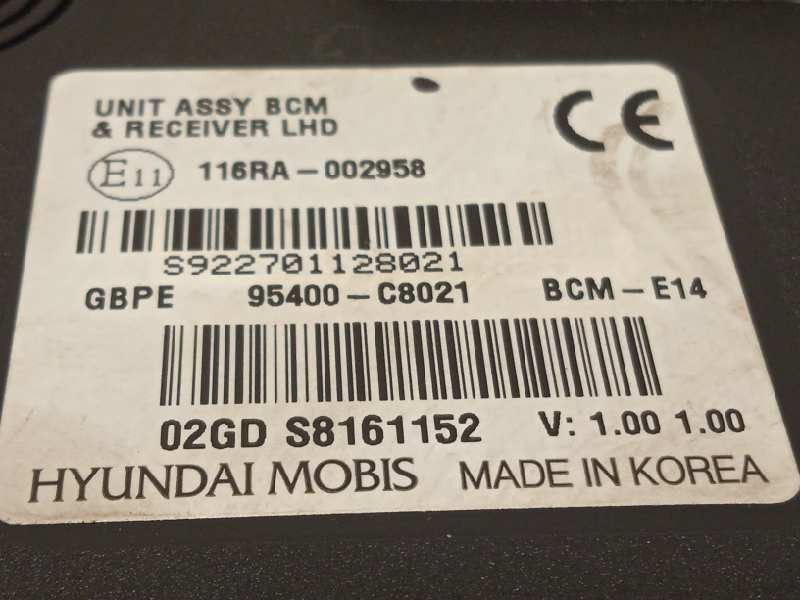 UNIT ASSY BCM
& RECEIVER LHD
CE
E11 116RA-002958
S922701128021
GBPE 95400-C8021 BCM-E14
02GD S8161152 V: 1.00 1.00
HYUNDAI MOBIS MADE IN KOREA